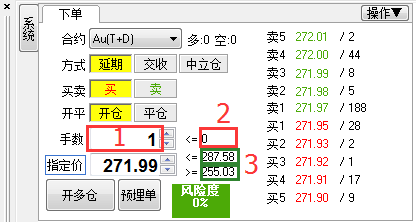 下单
操作▼
系统
合约 Au(T+D) 多:0 空:0
方式 延期 交收 中立仓
买卖 买 卖
开平 开仓 平仓
手数 1 1 <= 0 2
指定价 271.99 <= 287.58 >= 255.03 3
开多仓 预埋单 风险度
0%
卖5 272.01 / 2
卖4 272.00 / 44
卖3 271.99 / 8
卖2 271.98 / 5
卖1 271.97 / 188
买1 271.95 / 28
买2 271.93 / 2
买3 271.92 / 1
买4 271.91 / 17
买5 271.90 / 9